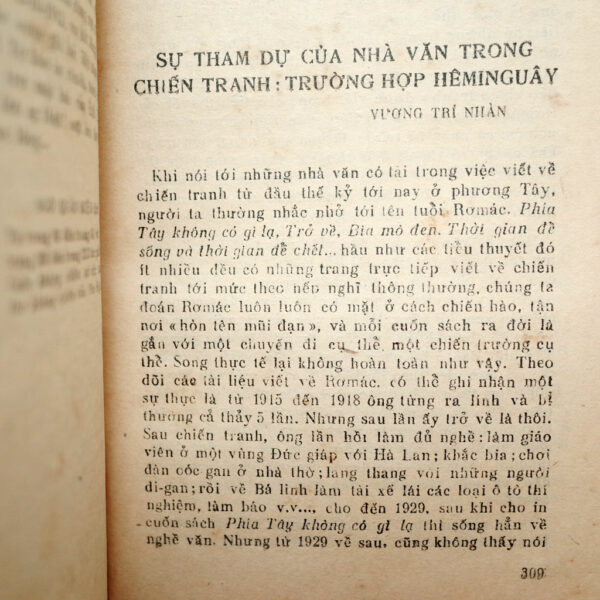 SỰ THAM DỰ CỦA NHÀ VĂN TRONG
CHIẾN TRANH: TRƯỜNG HỢP HÊMINGUÂY
VƯƠNG TRÍ NHÀN
Khi nói tới những nhà văn có tài trong việc viết về
chiến tranh từ đầu thế kỷ tới nay ở phương Tây,
người ta thường nhắc nhở tới tên tuổi Rơmác. Phía
Tây không có gì lạ, Trở về, Bia mộ đen. Thời gian để
sống và thời gian để chết... hầu như các tiểu thuyết đó
ít nhiều đều có những trang trực tiếp viết về chiến
tranh tới mức theo nếp nghĩ thông thường, chúng ta
đoán Rơmác luôn luôn có mặt ở cách chiến hào, tận
nơi «hòn tên mũi đạn», và mỗi cuốn sách ra đời là
gắn với một chuyến đi cụ thể, một chiến trường cụ
thể. Song thực tế lại không hoàn toàn như vậy. Theo
dõi các tài liệu viết về Rơmác, có thể ghi nhận một
sự thực là từ 1915 đến 1918 ông từng ra lính và bị
thương cả thảy 5 lần. Nhưng sau lần ấy trở về là thôi.
Sau chiến tranh, ông lần hồi làm đủ nghề: làm giáo
viên ở một vùng Đức giáp với Hà Lan; khắc bia; chơi
đàn oóc gan ở nhà thờ; lang thang với những người
di-gan; rồi về Bá linh làm tài xế lái các loại ô tô thí
nghiệm, làm báo v.v..., cho đến 1929, sau khi cho in
cuốn sách Phía Tây không có gì lạ thì sống hẳn về
nghề văn. Nhưng từ 1929 về sau, cũng không thấy nói
309